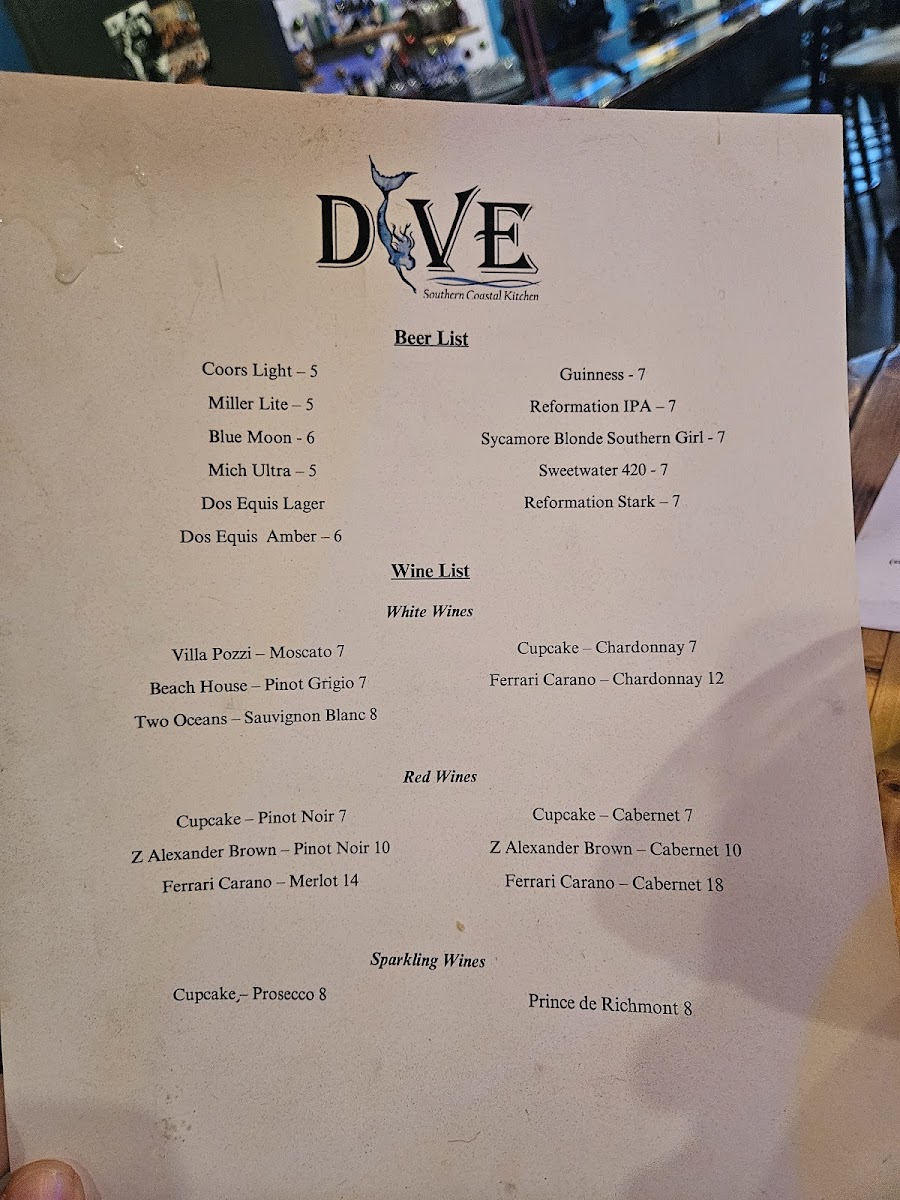 DIVE
Southern Coastal Kitchen
Beer List
Coors Light – 5
Miller Lite – 5
Blue Moon - 6
Mich Ultra – 5
Dos Equis Lager
Dos Equis Amber – 6
Guinness - 7
Reformation IPA – 7
Sycamore Blonde Southern Girl - 7
Sweetwater 420 - 7
Reformation Stark – 7
Wine List
White Wines
Villa Pozzi – Moscato 7
Beach House – Pinot Grigio 7
Two Oceans – Sauvignon Blanc 8
Cupcake – Chardonnay 7
Ferrari Carano – Chardonnay 12
Red Wines
Cupcake – Pinot Noir 7
Z Alexander Brown – Pinot Noir 10
Ferrari Carano – Merlot 14
Cupcake – Cabernet 7
Z Alexander Brown – Cabernet 10
Ferrari Carano – Cabernet 18
Sparkling Wines
Cupcake – Prosecco 8
Prince de Richmont 8